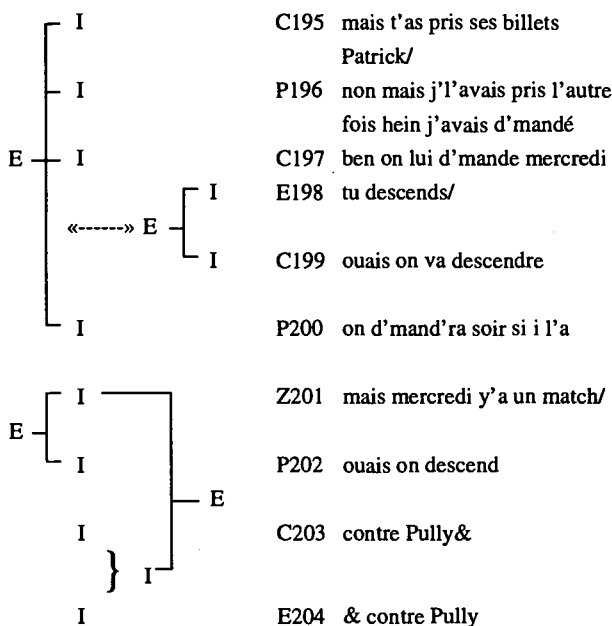 I C195 mais t'as pris ses billets
Patrick/
I P196 non mais j'l'avais pris l'autre
fois hein j'avais d'mandé
E I C197 ben on lui d'mande mercredi
I E198 tu descends/
«------» E
I C199 ouais on va descendre
I P200 on d'mand'ra soir si i l'a
I Z201 mais mercredi y'a un match/
E
I P202 ouais on descend
E
I C203 contre Pully&
} I
I E204 & contre Pully